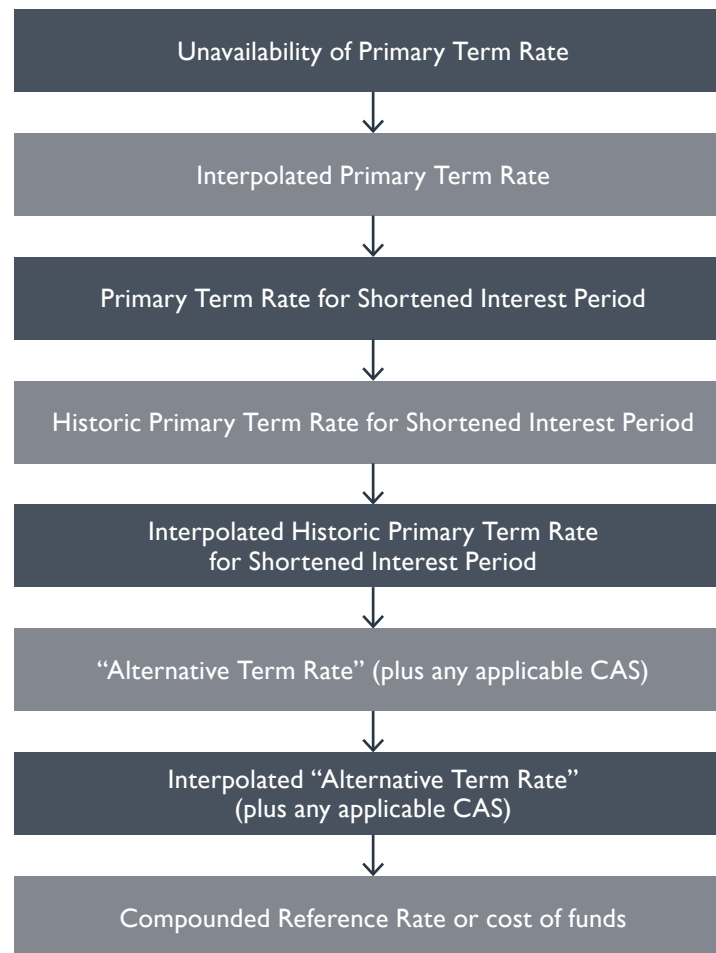 Unavailability of Primary Term Rate
Interpolated Primary Term Rate
Primary Term Rate for Shortened Interest Period
Historic Primary Term Rate for Shortened Interest Period
Interpolated Historic Primary Term Rate
for Shortened Interest Period
“Alternative Term Rate” (plus any applicable CAS)
Interpolated “Alternative Term Rate”
(plus any applicable CAS)
Compounded Reference Rate or cost of funds